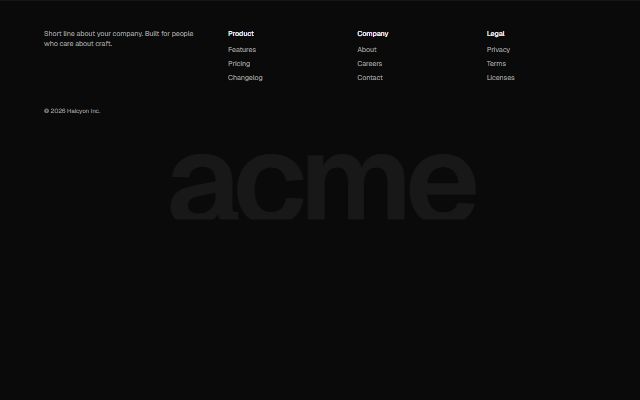 Short line about your company. Built for people
who care about craft.
Product
Features
Pricing
Changelog
Company
About
Careers
Contact
Legal
Privacy
Terms
Licenses
© 2026 Halcyon Inc.
acme